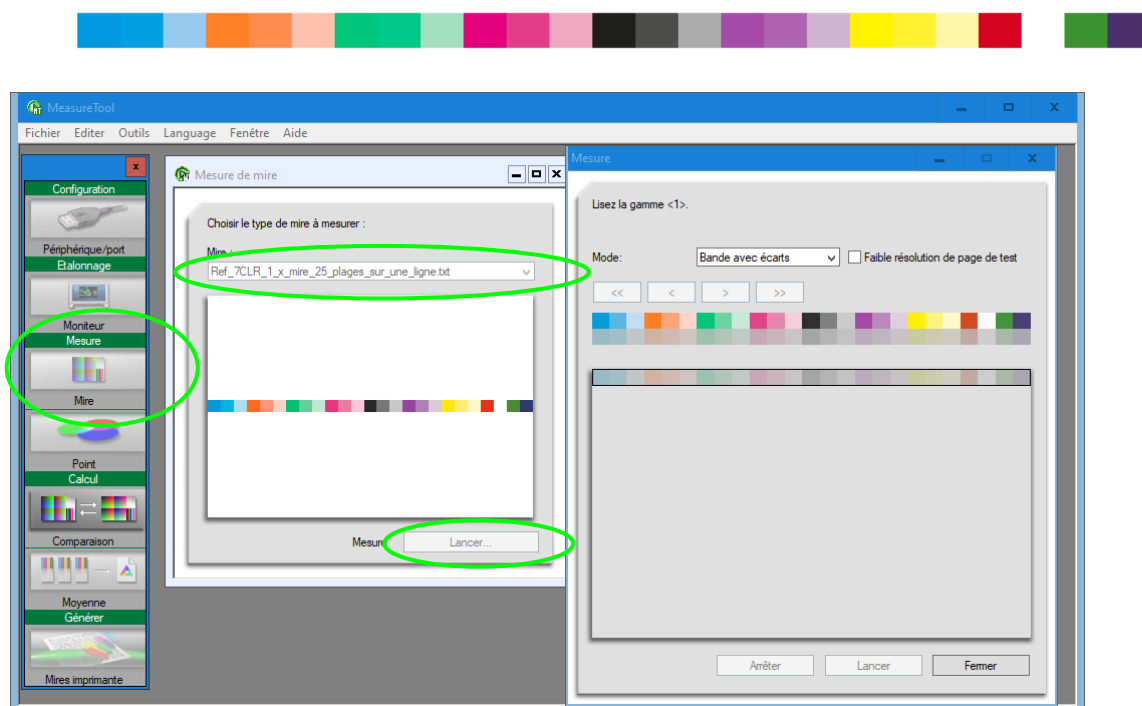 MeasureTool
Fichier Editer Outils Language Fenêtre Aide
Configuration
Périphérique/port
Etalonnage
Moniteur
Mesure
Mire
Point
Calcul
Comparaison
Moyenne
Générer
Mires imprimante
Mesure de mire
Choisir le type de mire à mesurer :
Mire :
Ref_7CLR_1_x_mire_25_plages_sur_une_ligne.txt
Mesure
Lancer...
Mesure
Lisez la gamme <1>.
Mode: Bande avec écarts Faible résolution de page de test
<< < > >>
Arrêter Lancer Fermer